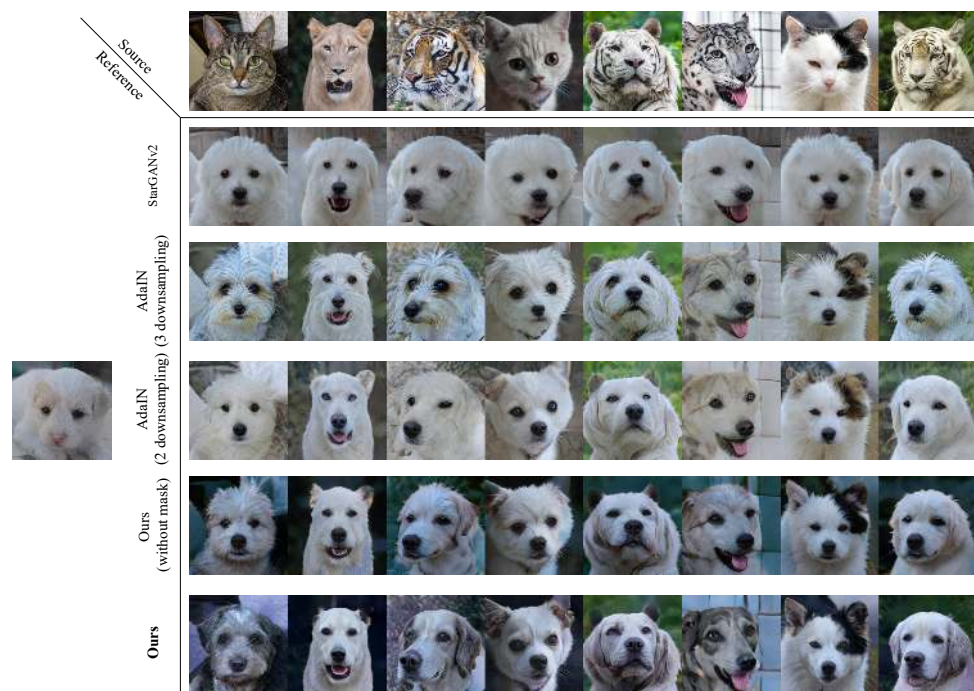 Source
Reference
StarGANv2
AdaIN
(3 downsampling)
AdaIN
(2 downsampling)
Ours
(without mask)
Ours